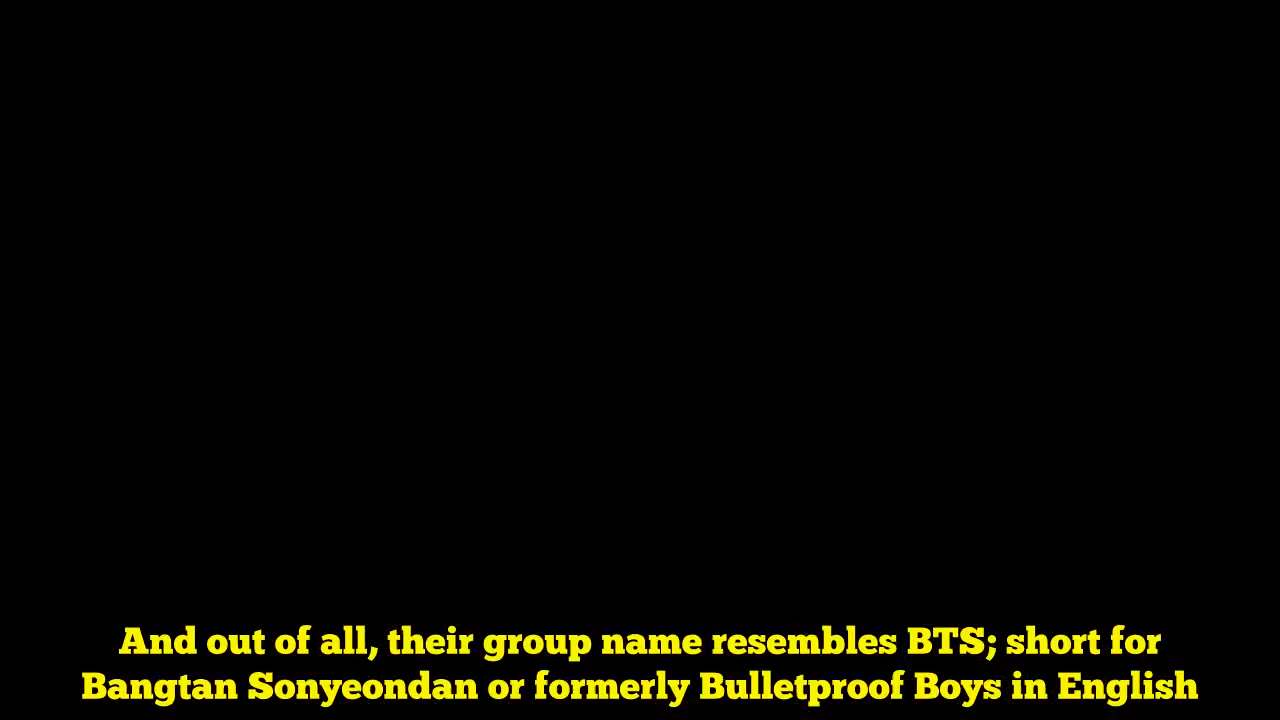 And out of all, their group name resembles BTS; short for
Bangtan Sonyeondan or formerly Bulletproof Boys in English